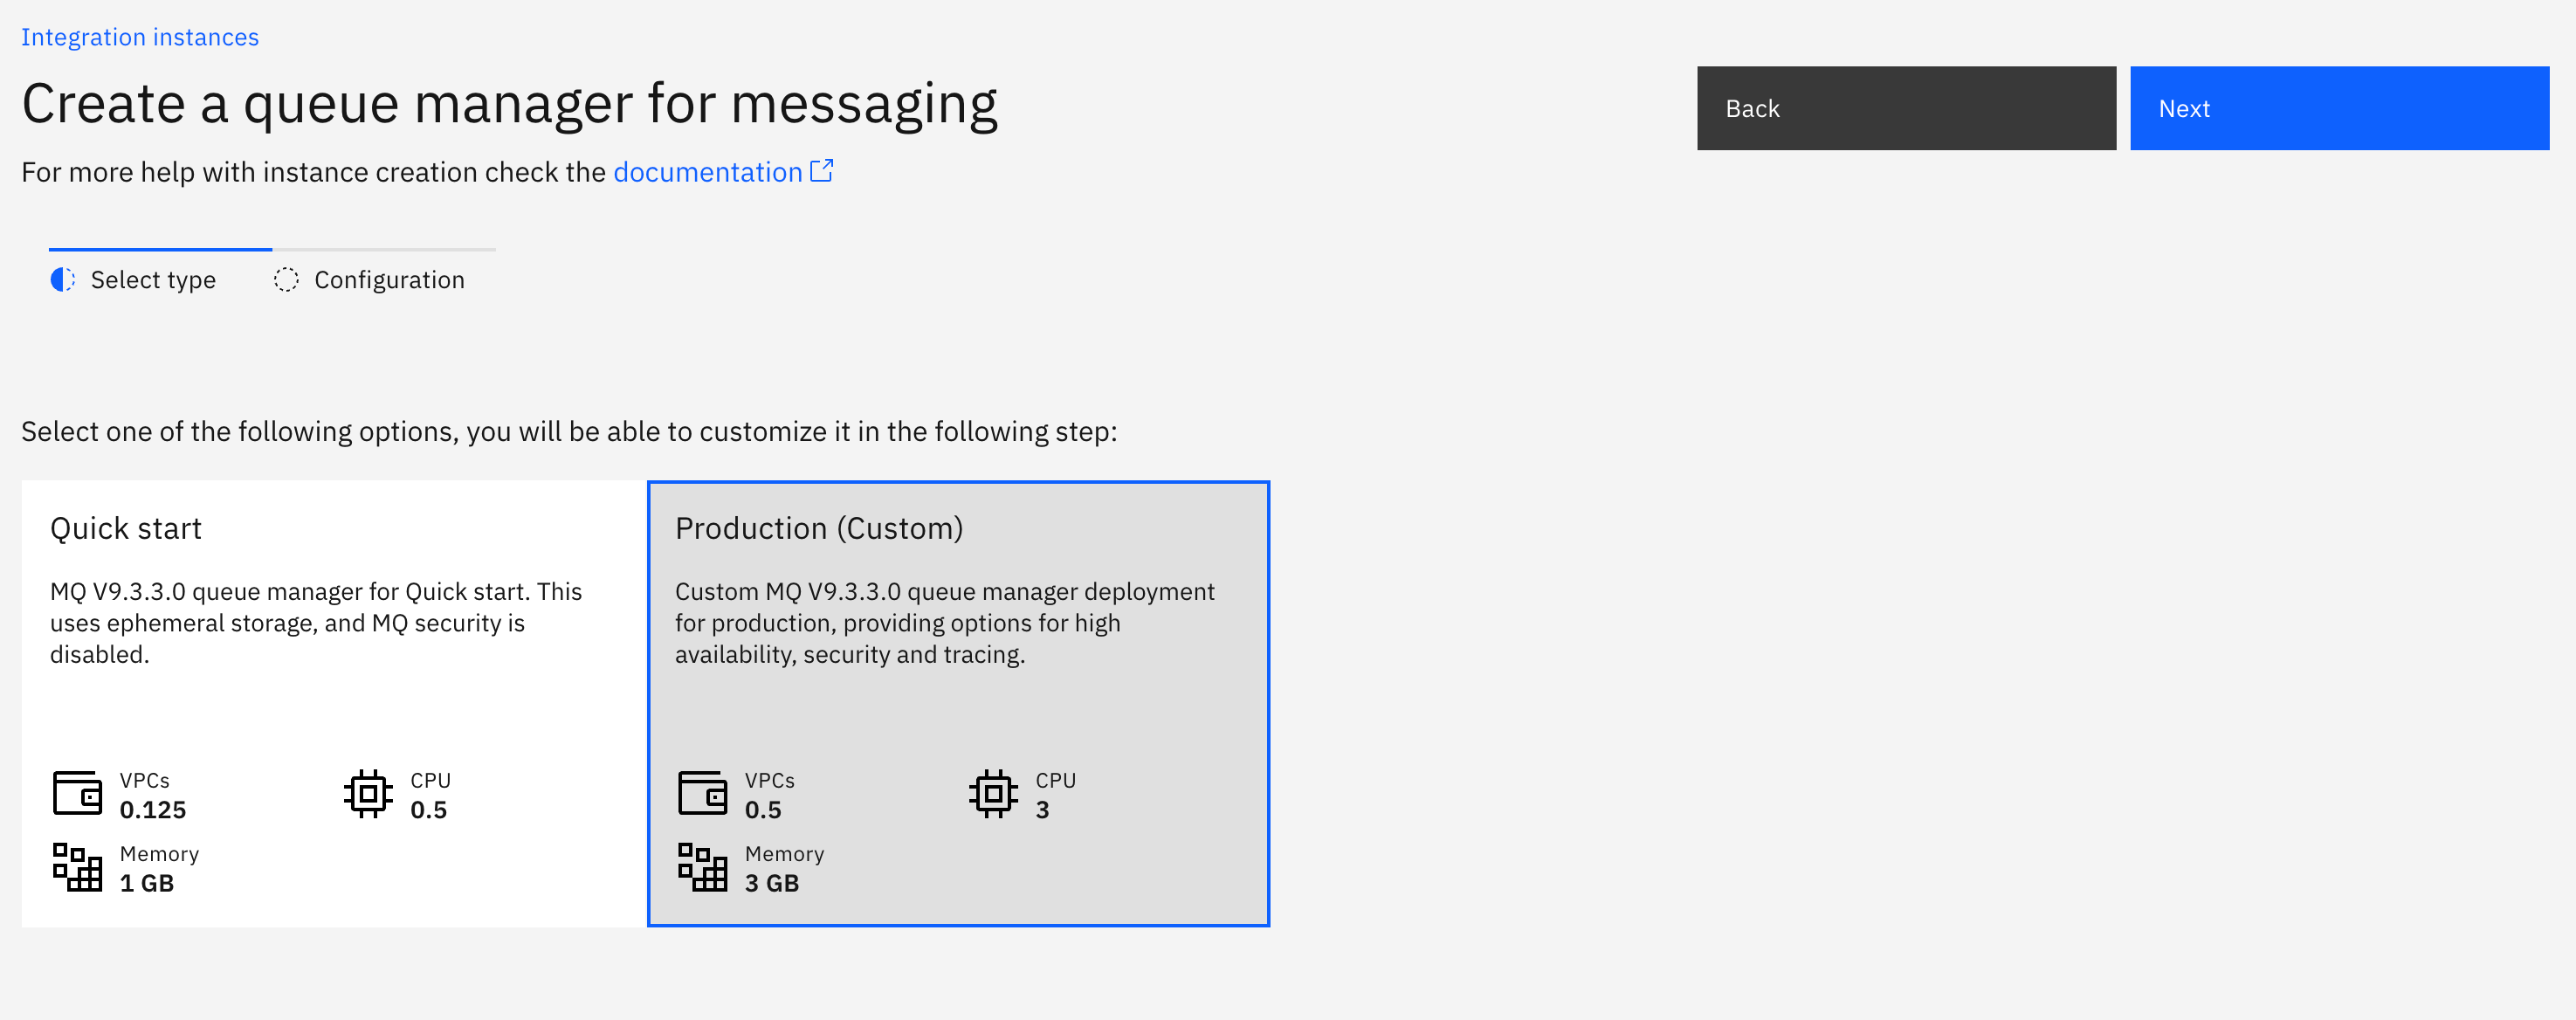 Integration instances
Create a queue manager for messaging
Back
Next
For more help with instance creation check the documentation
Select type
Configuration
Select one of the following options, you will be able to customize it in the following step:
Quick start
MQ V9.3.3.0 queue manager for Quick start. This
uses ephemeral storage, and MQ security is
disabled.
VPCs
0.125
CPU
0.5
Memory
1 GB
Production (Custom)
Custom MQ V9.3.3.0 queue manager deployment
for production, providing options for high
availability, security and tracing.
VPCs
0.5
CPU
3
Memory
3 GB